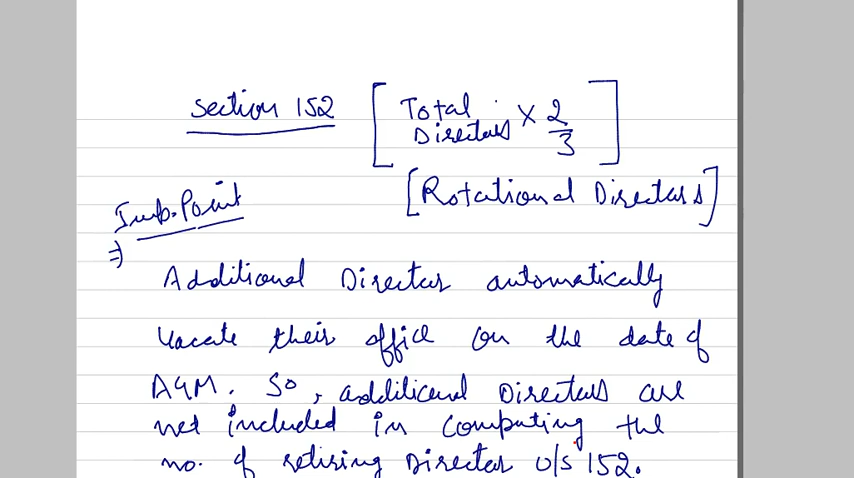 Section 152 [Total Directors × 2/3]
[Rotational Directors]
Imp. Point
⇒
Additional Director automatically
vacate their office on the date of
AGM. So, additional Directors are
not included in computing the
no. of retiring Director u/s 152.